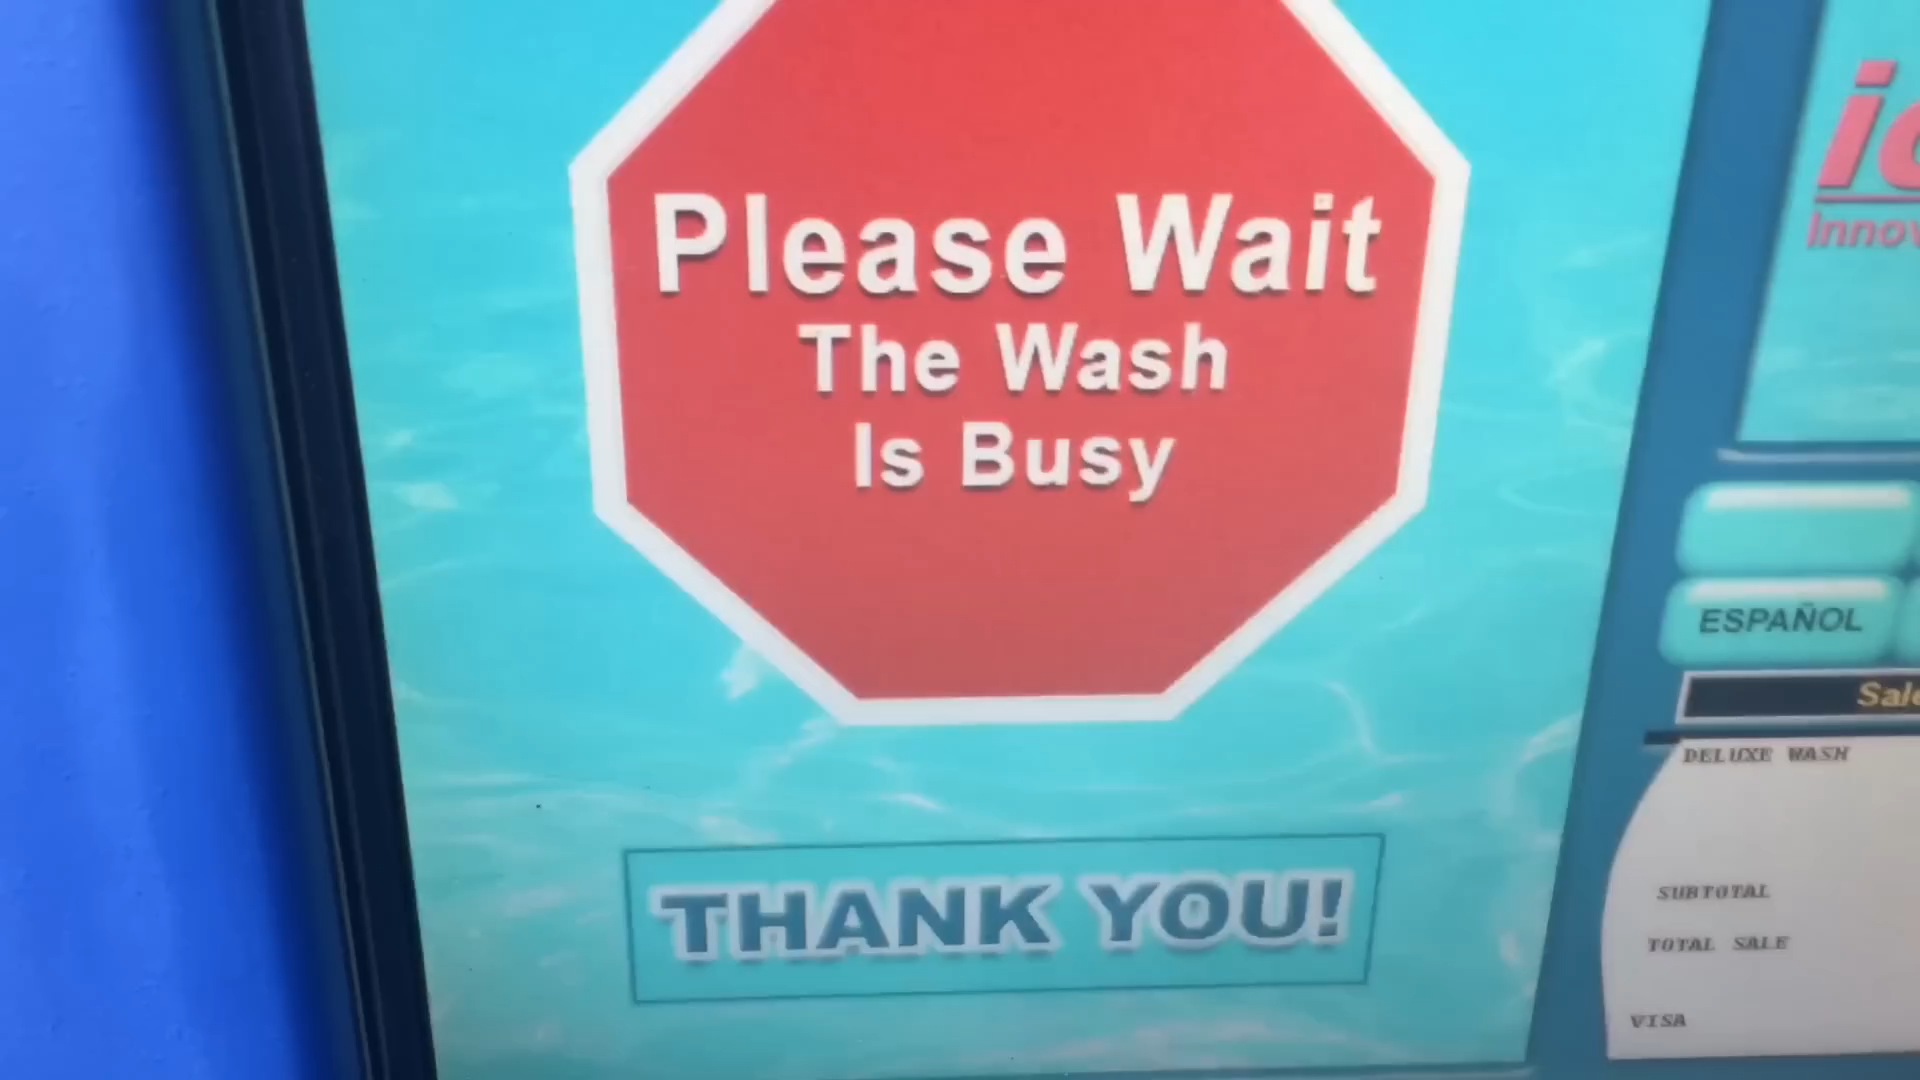 Please Wait
The Wash
Is Busy
THANK YOU!
ESPAÑOL
DELUXE WASH
SUBTOTAL
TOTAL SALE
VISA